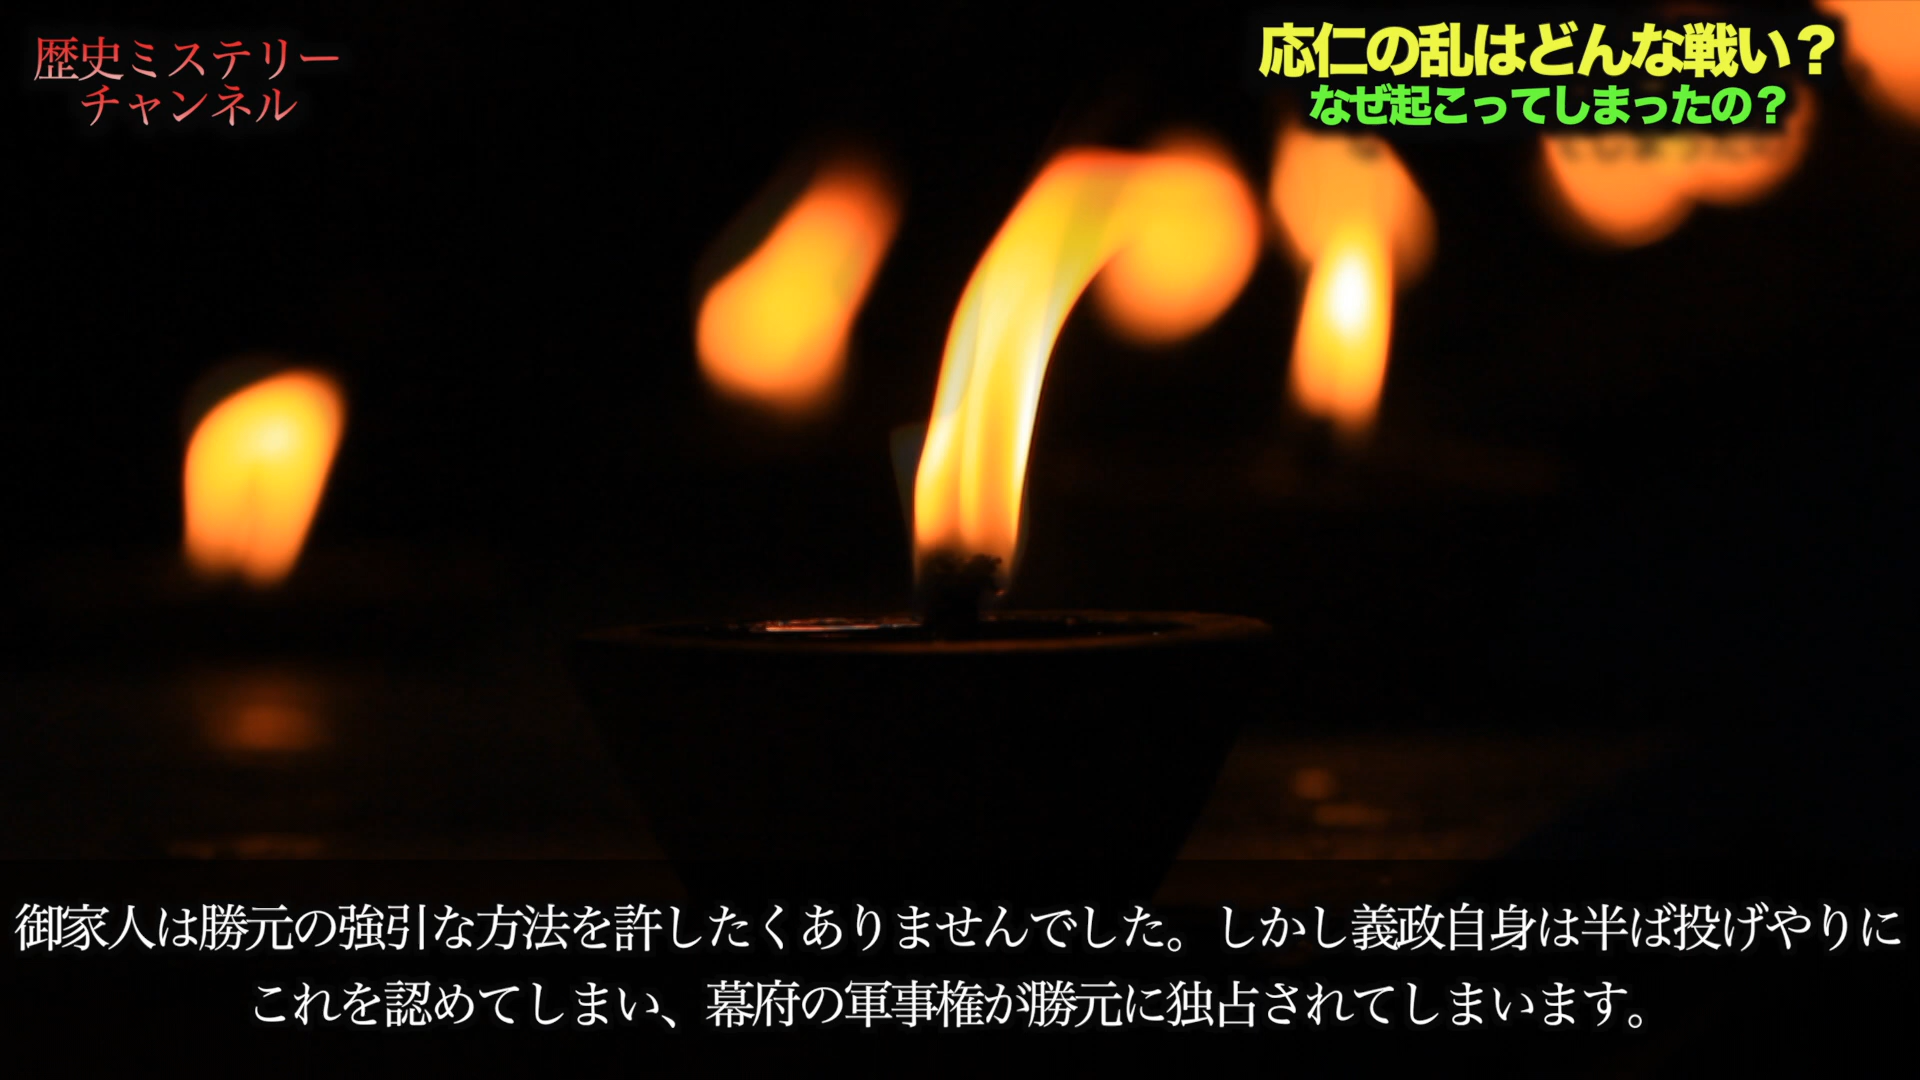 歴史ミステリー
チャンネル
応仁の乱はどんな戦い？
なぜ起こってしまったの？
御家人は勝元の強引な方法を許したくありませんでした。しかし義政自身は半ば投げやりに
これを認めてしまい、幕府の軍事権が勝元に独占されてしまいます。